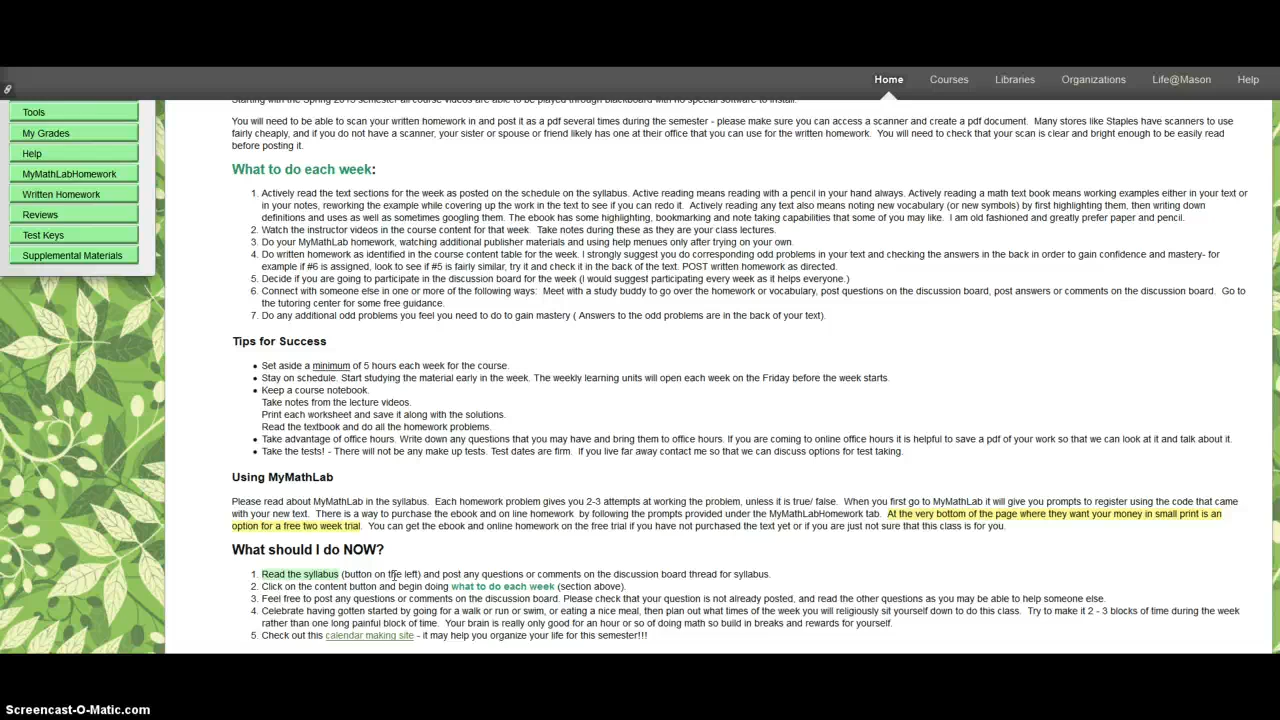 Home Courses Libraries Organizations Life@Mason Help
Tools
My Grades
Help
MyMathLabHomework
Written Homework
Reviews
Test Keys
Supplemental Materials
Starting with the Spring 2013 semester all course videos are able to be played through blackboard with no special software to install.
You will need to be able to scan your written homework in and post it as a pdf several times during the semester - please make sure you can access a scanner and create a pdf document. Many stores like Staples have scanners to use
fairly cheaply, and if you do not have a scanner, your sister or spouse or friend likely has one at their office that you can use for the written homework. You will need to check that your scan is clear and bright enough to be easily read
before posting it.
What to do each week:
1. Actively read the text sections for the week as posted on the schedule on the syllabus. Active reading means reading with a pencil in your hand always. Actively reading a math text book means working examples either in your text or
in your notes, reworking the example while covering up the work in the text to see if you can redo it. Actively reading any text also means noting new vocabulary (or new symbols) by first highlighting them, then writing down
definitions and uses as well as sometimes googling them. The ebook has some highlighting, bookmarking and note taking capabilities that some of you may like. I am old fashioned and greatly prefer paper and pencil.
2. Watch the instructor videos in the course content for that week. Take notes during these as they are your class lectures.
3. Do your MyMathLab homework, watching additional publisher materials and using help menues only after trying on your own.
4. Do written homework as identified in the course content table for the week. I strongly suggest you do corresponding odd problems in your text and checking the answers in the back in order to gain confidence and mastery- for
example if #6 is assigned, look to see if #5 is fairly similar, try it and check it in the back of the text. POST written homework as directed.
5. Decide if you are going to participate in the discussion board for the week (I would suggest participating every week as it helps everyone.)
6. Connect with someone else in one or more of the following ways: Meet with a study buddy to go over the homework or vocabulary, post questions on the discussion board, post answers or comments on the discussion board. Go to
the tutoring center for some free guidance.
7. Do any additional odd problems you feel you need to do to gain mastery ( Answers to the odd problems are in the back of your text).
Tips for Success
• Set aside a minimum of 5 hours each week for the course.
• Stay on schedule. Start studying the material early in the week. The weekly learning units will open each week on the Friday before the week starts.
• Keep a course notebook.
Take notes from the lecture videos.
Print each worksheet and save it along with the solutions.
Read the textbook and do all the homework problems.
• Take advantage of office hours. Write down any questions that you may have and bring them to office hours. If you are coming to online office hours it is helpful to save a pdf of your work so that we can look at it and talk about it.
• Take the tests! - There will not be any make up tests. Test dates are firm. If you live far away contact me so that we can discuss options for test taking.
Using MyMathLab
Please read about MyMathLab in the syllabus. Each homework problem gives you 2-3 attempts at working the problem, unless it is true/ false. When you first go to MyMathLab it will give you prompts to register using the code that came
with your new text. There is a way to purchase the ebook and on line homework by following the prompts provided under the MyMathLabHomework tab. At the very bottom of the page where they want your money in small print is an
option for a free two week trial. You can get the ebook and online homework on the free trial if you have not purchased the text yet or if you are just not sure that this class is for you.
What should I do NOW?
1. Read the syllabus (button on the left) and post any questions or comments on the discussion board thread for syllabus.
2. Click on the content button and begin doing what to do each week (section above).
3. Feel free to post any questions or comments on the discussion board. Please check that your question is not already posted, and read the other questions as you may be able to help someone else.
4. Celebrate having gotten started by going for a walk or run or swim, or eating a nice meal, then plan out what times of the week you will religiously sit yourself down to do this class. Try to make it 2 - 3 blocks of time during the week
rather than one long painful block of time. Your brain is really only good for an hour or so of doing math so build in breaks and rewards for yourself.
5. Check out this calendar making site - it may help you organize your life for this semester!!!
Screencast-O-Matic.com